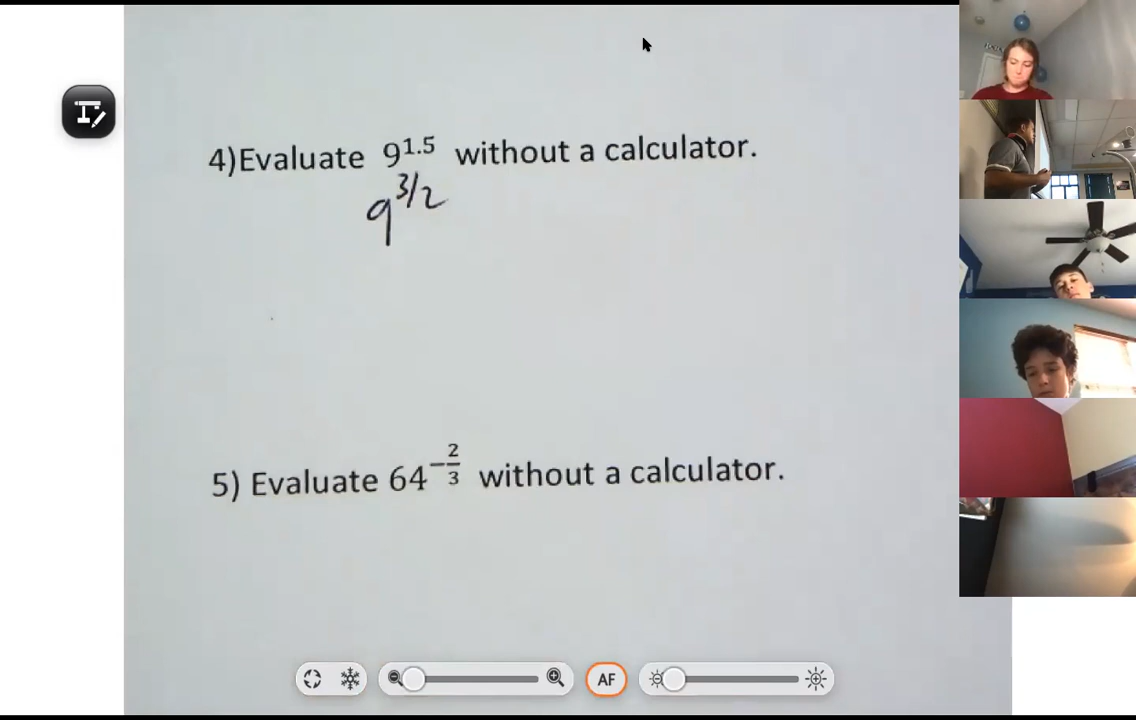 4)Evaluate 9^1.5 without a calculator.
9^3/2
5) Evaluate 64^-2/3 without a calculator.
AF